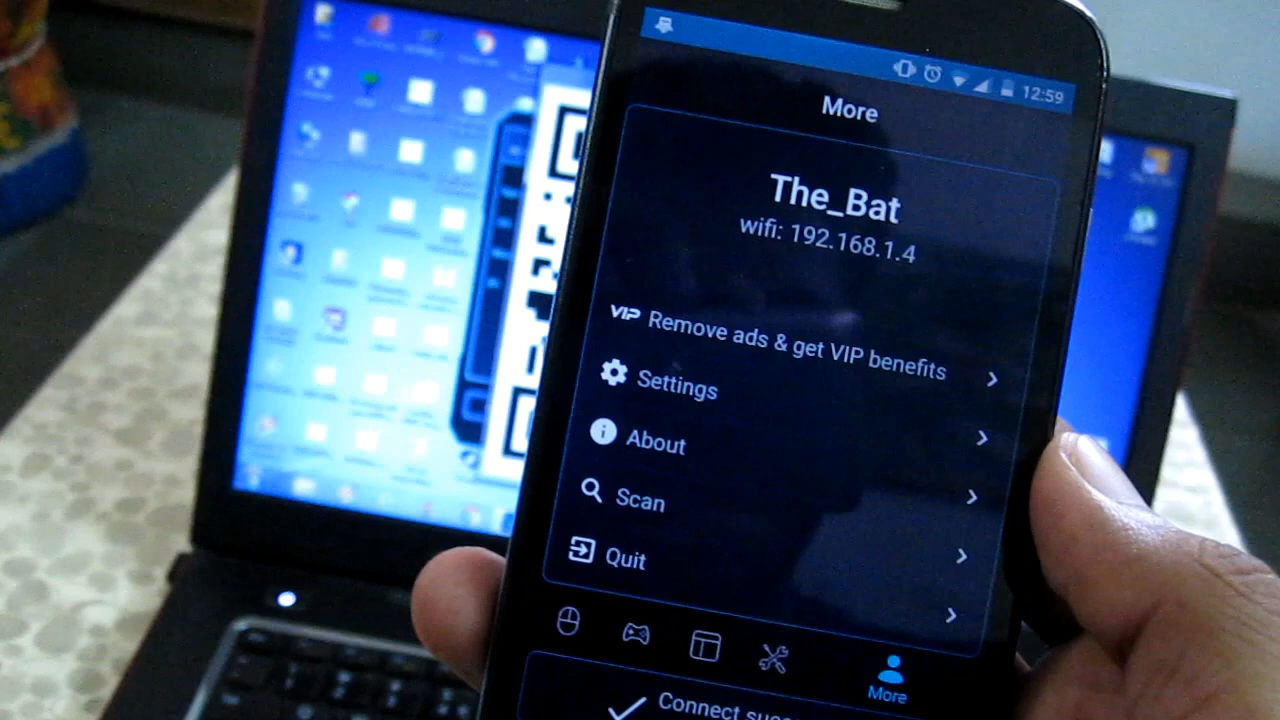 12:59
More
The_Bat
wifi: 192.168.1.4
VIP Remove ads & get VIP benefits
Settings
About
Scan
Quit
More
Connect